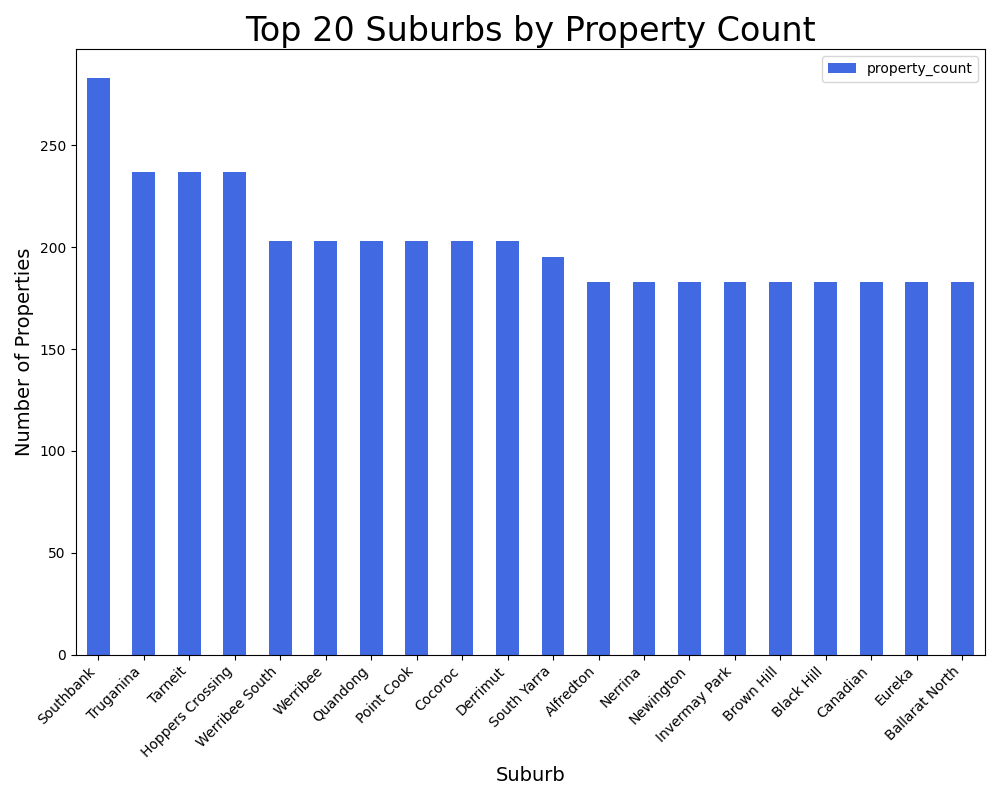 Top 20 Suburbs by Property Count
property_count
Number of Properties
250
200
150
100
50
0
Southbank
Truganina
Tarneit
Hoppers Crossing
Werribee South
Werribee
Quandong
Point Cook
Cocoroc
Derrimut
South Yarra
Alfredton
Nerrina
Newington
Invermay Park
Brown Hill
Black Hill
Canadian
Eureka
Ballarat North
Suburb